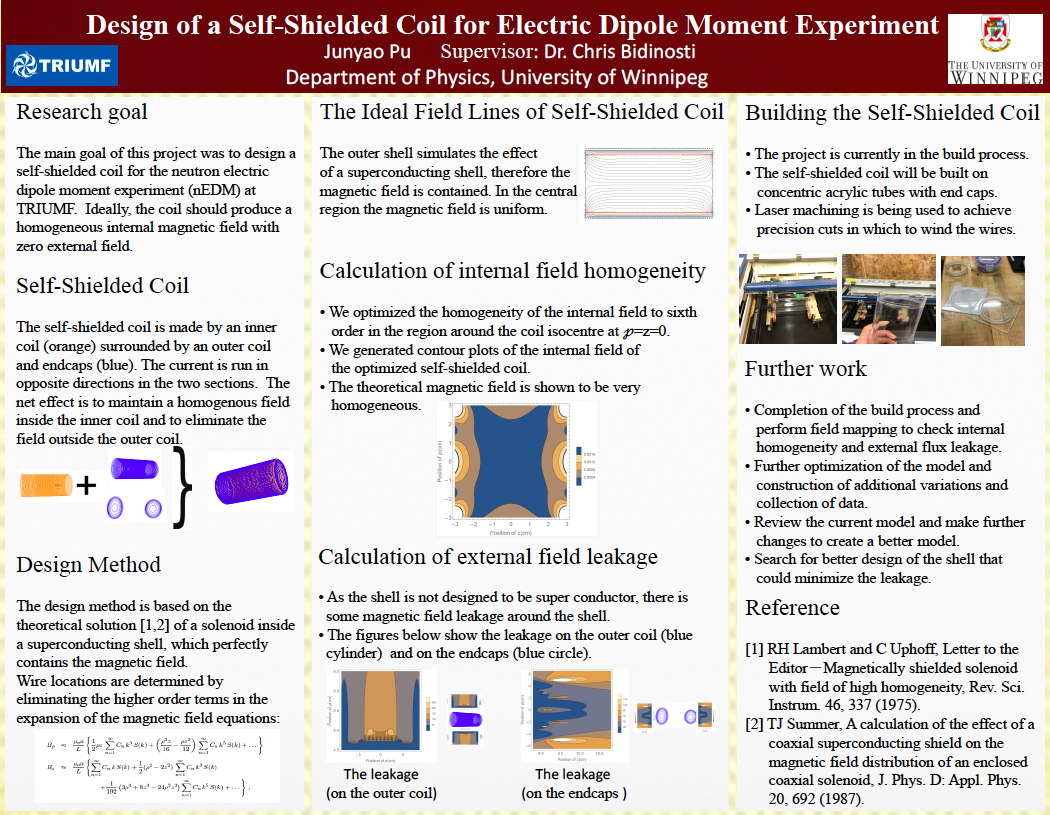 Design of a Self-Shielded Coil for Electric Dipole Moment Experiment
Junyao Pu Supervisor: Dr. Chris Bidinosti
Department of Physics, University of Winnipeg
TRIUMF
THE UNIVERSITY OF
WINNIPEG
Research goal
The main goal of this project was to design a
self-shielded coil for the neutron electric
dipole moment experiment (nEDM) at
TRIUMF. Ideally, the coil should produce a
homogeneous internal magnetic field with
zero external field.
Self-Shielded Coil
The self-shielded coil is made by an inner
coil (orange) surrounded by an outer coil
and endcaps (blue). The current is run in
opposite directions in the two sections. The
net effect is to maintain a homogenous field
inside the inner coil and to eliminate the
field outside the outer coil.
+ }
Design Method
The design method is based on the
theoretical solution [1,2] of a solenoid inside
a superconducting shell, which perfectly
contains the magnetic field.
Wire locations are determined by
eliminating the higher order terms in the
expansion of the magnetic field equations:
The Ideal Field Lines of Self-Shielded Coil
The outer shell simulates the effect
of a superconducting shell, therefore the
magnetic field is contained. In the central
region the magnetic field is uniform.
Calculation of internal field homogeneity
• We optimized the homogeneity of the internal field to sixth
order in the region around the coil isocentre at 𝓅=z=0.
• We generated contour plots of the internal field of
the optimized self-shielded coil.
• The theoretical magnetic field is shown to be very
homogeneous.
Position of ρ(cm)
-3 -2 -1 0 1 2 3
Position of z(cm)
Calculation of external field leakage
• As the shell is not designed to be super conductor, there is
some magnetic field leakage around the shell.
• The figures below show the leakage on the outer coil (blue
cylinder) and on the endcaps (blue circle).
The leakage
(on the outer coil)
The leakage
(on the endcaps )
Building the Self-Shielded Coil
• The project is currently in the build process.
• The self-shielded coil will be built on
concentric acrylic tubes with end caps.
• Laser machining is being used to achieve
precision cuts in which to wind the wires.
Further work
• Completion of the build process and
perform field mapping to check internal
homogeneity and external flux leakage.
• Further optimization of the model and
construction of additional variations and
collection of data.
• Review the current model and make further
changes to create a better model.
• Search for better design of the shell that
could minimize the leakage.
Reference
[1] RH Lambert and C Uphoff, Letter to the
Editor－Magnetically shielded solenoid
with field of high homogeneity, Rev. Sci.
Instrum. 46, 337 (1975).
[2] TJ Summer, A calculation of the effect of a
coaxial superconducting shield on the
magnetic field distribution of an enclosed
coaxial solenoid, J. Phys. D: Appl. Phys.
20, 692 (1987).